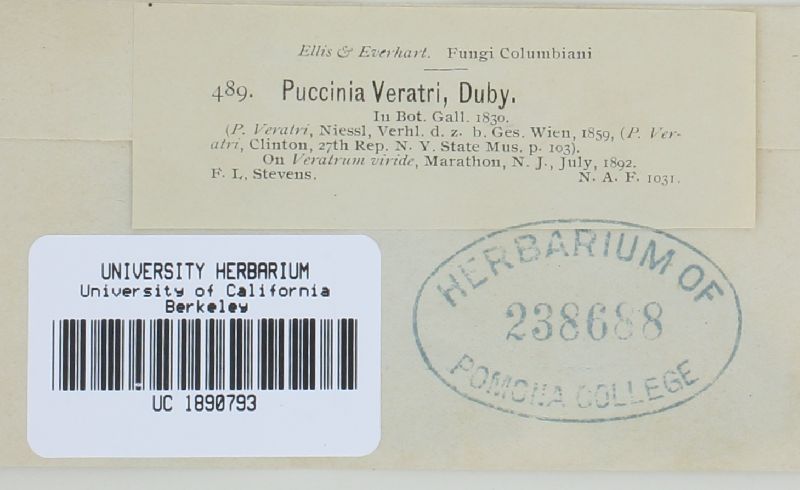 Ellis & Everhart. Fungi Columbiani
489. Puccinia Veratri, Duby.
In Bot. Gall. 1830.
(P. Veratri, Niessl, Verhl. d. z. b. Ges. Wien, 1859, (P. Ver-
atri, Clinton, 27th Rep. N. Y. State Mus. p. 103).
On Veratrum viride, Marathon, N. J., July, 1892.
F. L. Stevens. N. A. F. 1031.
UNIVERSITY HERBARIUM
University of California
Berkeley
UC 1890793
HERBARIUM OF
238688
POMONA COLLEGE